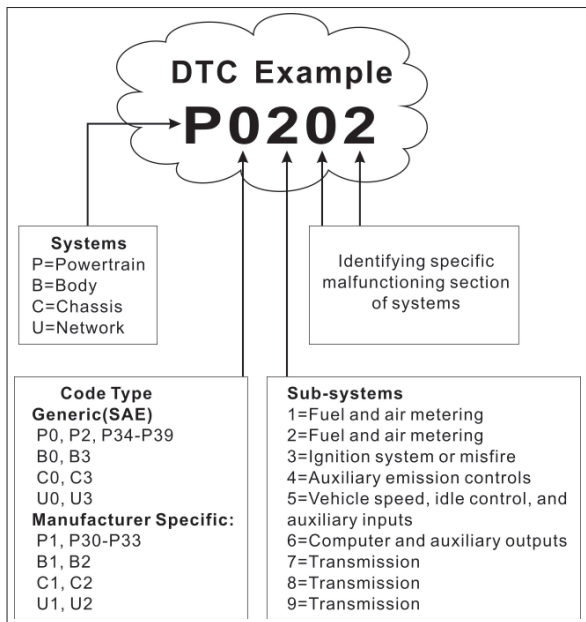 DTC Example
P0202
Systems
P=Powertrain
B=Body
C=Chassis
U=Network
Identifying specific
malfunctioning section
of systems
Code Type
Generic(SAE)
P0, P2, P34-P39
B0, B3
C0, C3
U0, U3
Manufacturer Specific:
P1, P30-P33
B1, B2
C1, C2
U1, U2
Sub-systems
1=Fuel and air metering
2=Fuel and air metering
3=Ignition system or misfire
4=Auxiliary emission controls
5=Vehicle speed, idle control, and
auxiliary inputs
6=Computer and auxiliary outputs
7=Transmission
8=Transmission
9=Transmission